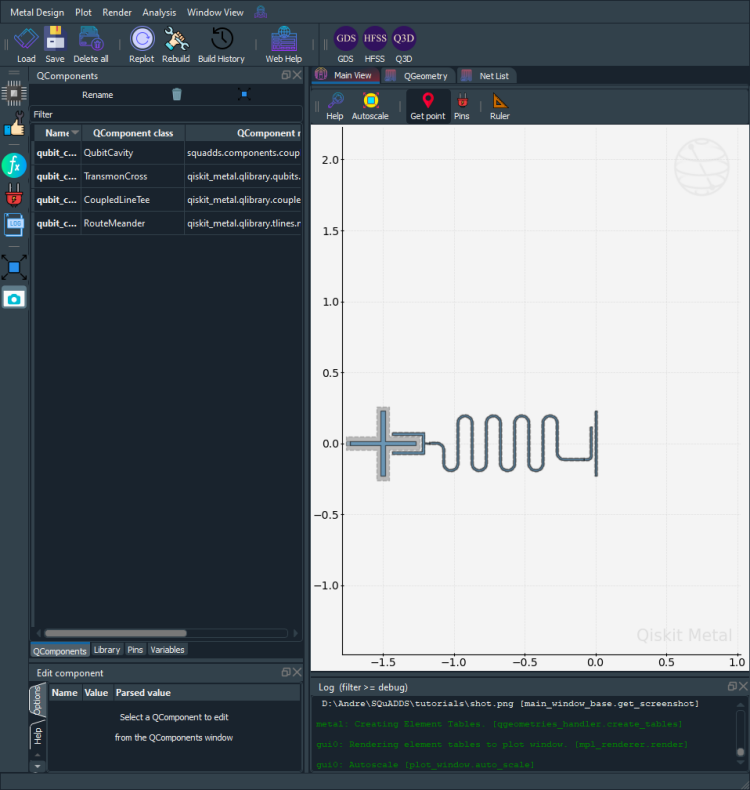 Metal Design Plot Render Analysis Window View
Load Save Delete all Replot Rebuild Build History Web Help GDS HFSS Q3D
GDS HFSS Q3D
QComponents
Main View QGeometry Net List
Rename
Help Autoscale Get point Pins Ruler
Filter
Name QComponent class QComponent r
qubit_c... QubitCavity squadds.components.coup
qubit_c... TransmonCross qiskit_metal.qlibrary.qubits.
qubit_c... CoupledLineTee qiskit_metal.qlibrary.couple
qubit_c... RouteMeander qiskit_metal.qlibrary.tlines.r
fx
LOG
2.0
1.5
1.0
0.5
0.0
−0.5
−1.0
Qiskit Metal
−1.5 −1.0 −0.5 0.0 0.5 1.0
QComponents Library Pins Variables
Edit component
Options
Help
Name Value Parsed value
Select a QComponent to edit
from the QComponents window
Log (filter >= debug)
D:\Andre\SQuADDS\tutorials\shot.png [main_window_base.get_screenshot]
metal: Creating Element Tables. [qgeometries_handler.create_tables]
gui0: Rendering element tables to plot window. [mpl_renderer.render]
gui0: Autoscale [plot_window.auto_scale]